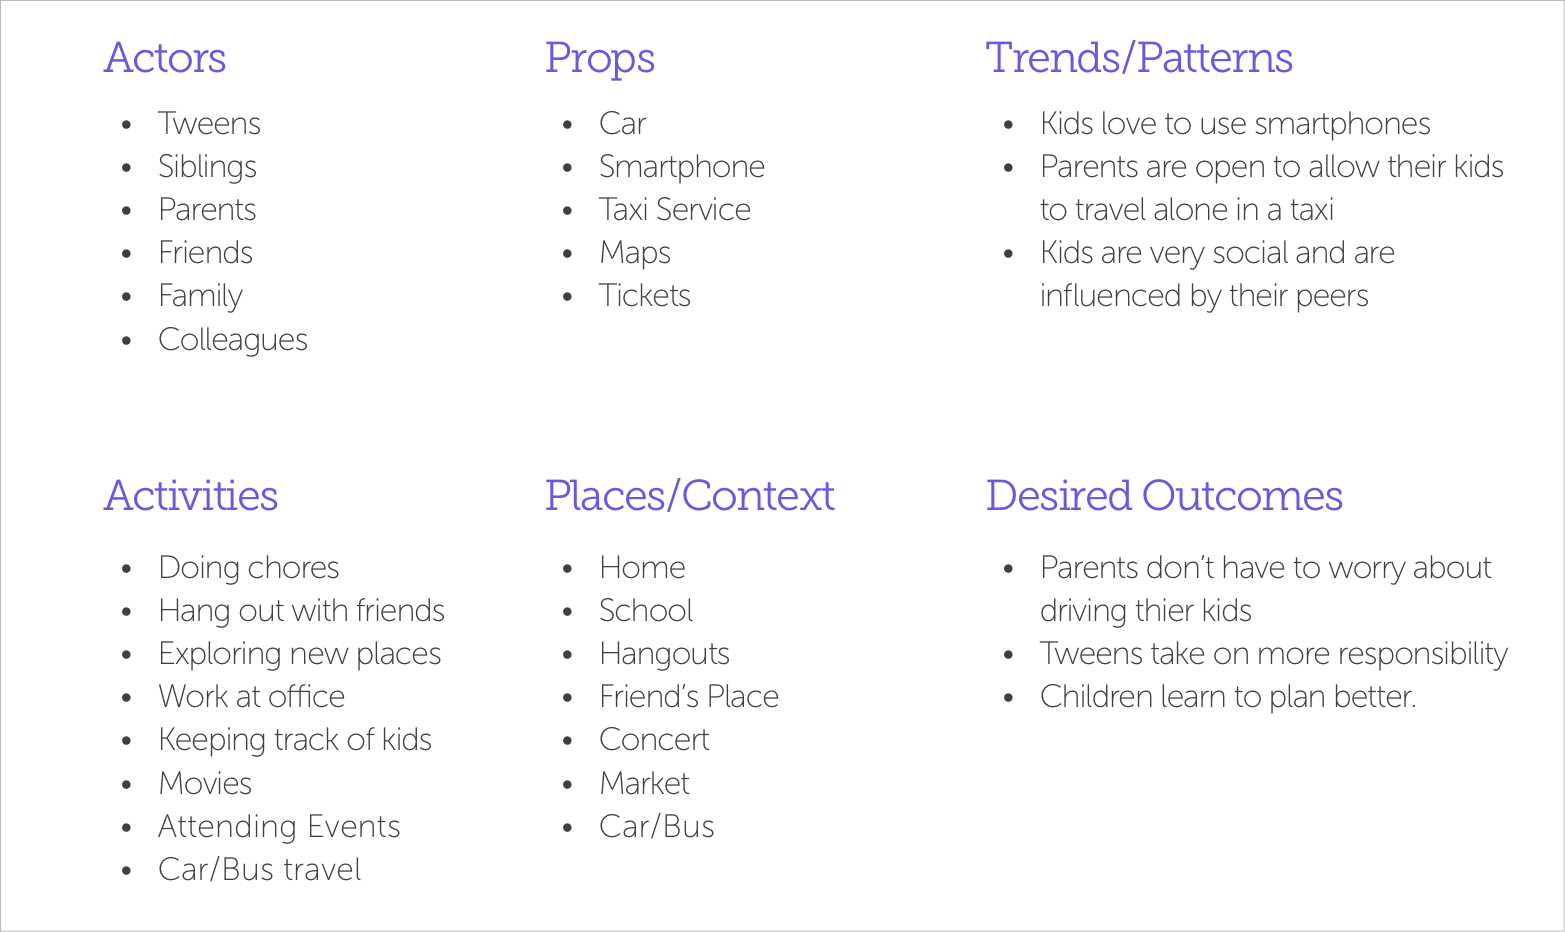 Actors
• Tweens
• Siblings
• Parents
• Friends
• Family
• Colleagues
Props
• Car
• Smartphone
• Taxi Service
• Maps
• Tickets
Trends/Patterns
• Kids love to use smartphones
• Parents are open to allow their kids
to travel alone in a taxi
• Kids are very social and are
influenced by their peers
Activities
• Doing chores
• Hang out with friends
• Exploring new places
• Work at office
• Keeping track of kids
• Movies
• Attending Events
• Car/Bus travel
Places/Context
• Home
• School
• Hangouts
• Friend’s Place
• Concert
• Market
• Car/Bus
Desired Outcomes
• Parents don’t have to worry about
driving thier kids
• Tweens take on more responsibility
• Children learn to plan better.